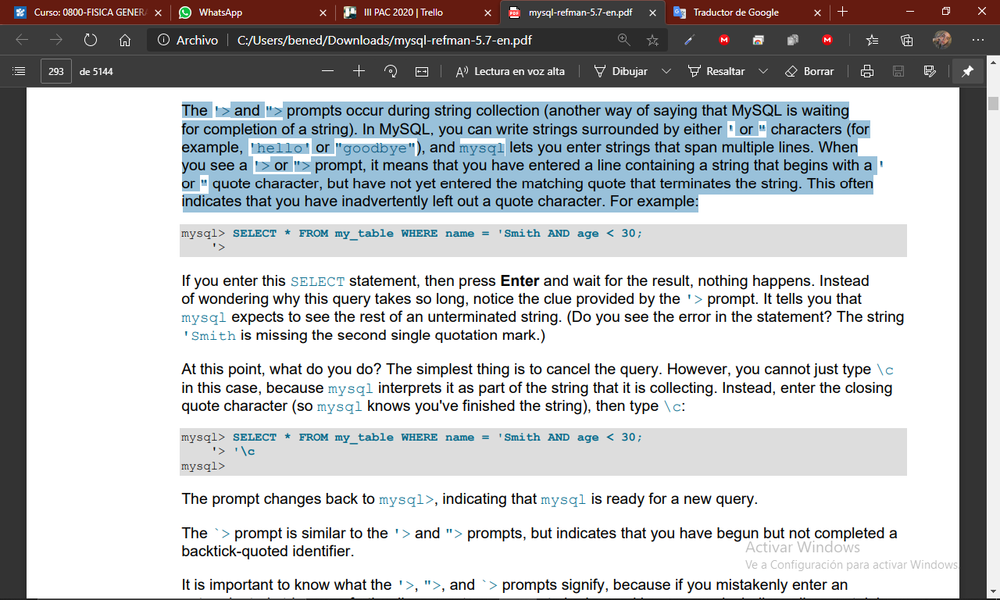 Curso: 0800-FISICA GENER
WhatsApp
III PAC 2020 | Trello
mysql-refman-5.7-en.pdf
Traductor de Google
Archivo
C:/Users/bened/Downloads/mysql-refman-5.7-en.pdf
293 de 5144
Lectura en voz alta
Dibujar
Resaltar
Borrar
The '> and "> prompts occur during string collection (another way of saying that MySQL is waiting
for completion of a string). In MySQL, you can write strings surrounded by either ' or " characters (for
example, 'hello' or "goodbye"), and mysql lets you enter strings that span multiple lines. When
you see a '> or "> prompt, it means that you have entered a line containing a string that begins with a '
or " quote character, but have not yet entered the matching quote that terminates the string. This often
indicates that you have inadvertently left out a quote character. For example:
mysql> SELECT * FROM my_table WHERE name = 'Smith AND age < 30;
'>
If you enter this SELECT statement, then press Enter and wait for the result, nothing happens. Instead
of wondering why this query takes so long, notice the clue provided by the '> prompt. It tells you that
mysql expects to see the rest of an unterminated string. (Do you see the error in the statement? The string
'Smith is missing the second single quotation mark.)
At this point, what do you do? The simplest thing is to cancel the query. However, you cannot just type \c
in this case, because mysql interprets it as part of the string that it is collecting. Instead, enter the closing
quote character (so mysql knows you've finished the string), then type \c:
mysql> SELECT * FROM my_table WHERE name = 'Smith AND age < 30;
'> '\c
mysql>
The prompt changes back to mysql>, indicating that mysql is ready for a new query.
The `> prompt is similar to the '> and "> prompts, but indicates that you have begun but not completed a
backtick-quoted identifier.
Activar Windows
Ve a Configuración para activar Windows.
It is important to know what the '>, ">, and `> prompts signify, because if you mistakenly enter an